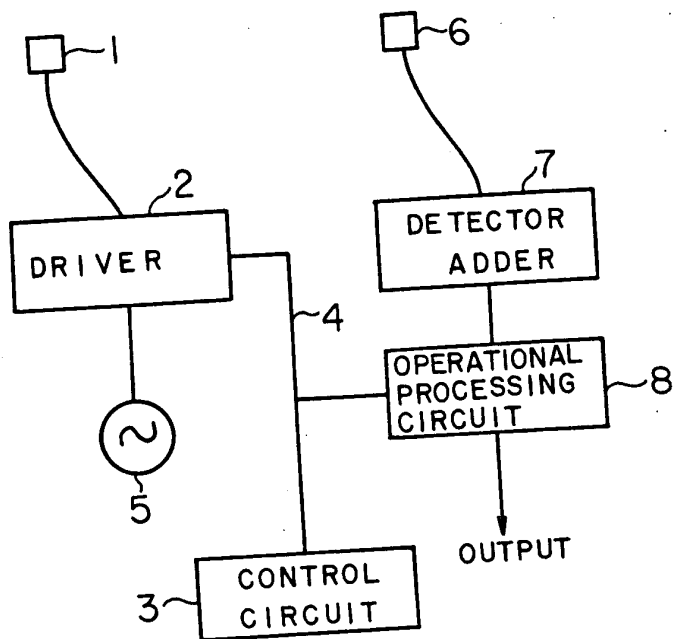 1
6
2
DRIVER
7
DETECTOR
ADDER
4
OPERATIONAL
PROCESSING
CIRCUIT
8
5
OUTPUT
3
CONTROL
CIRCUIT